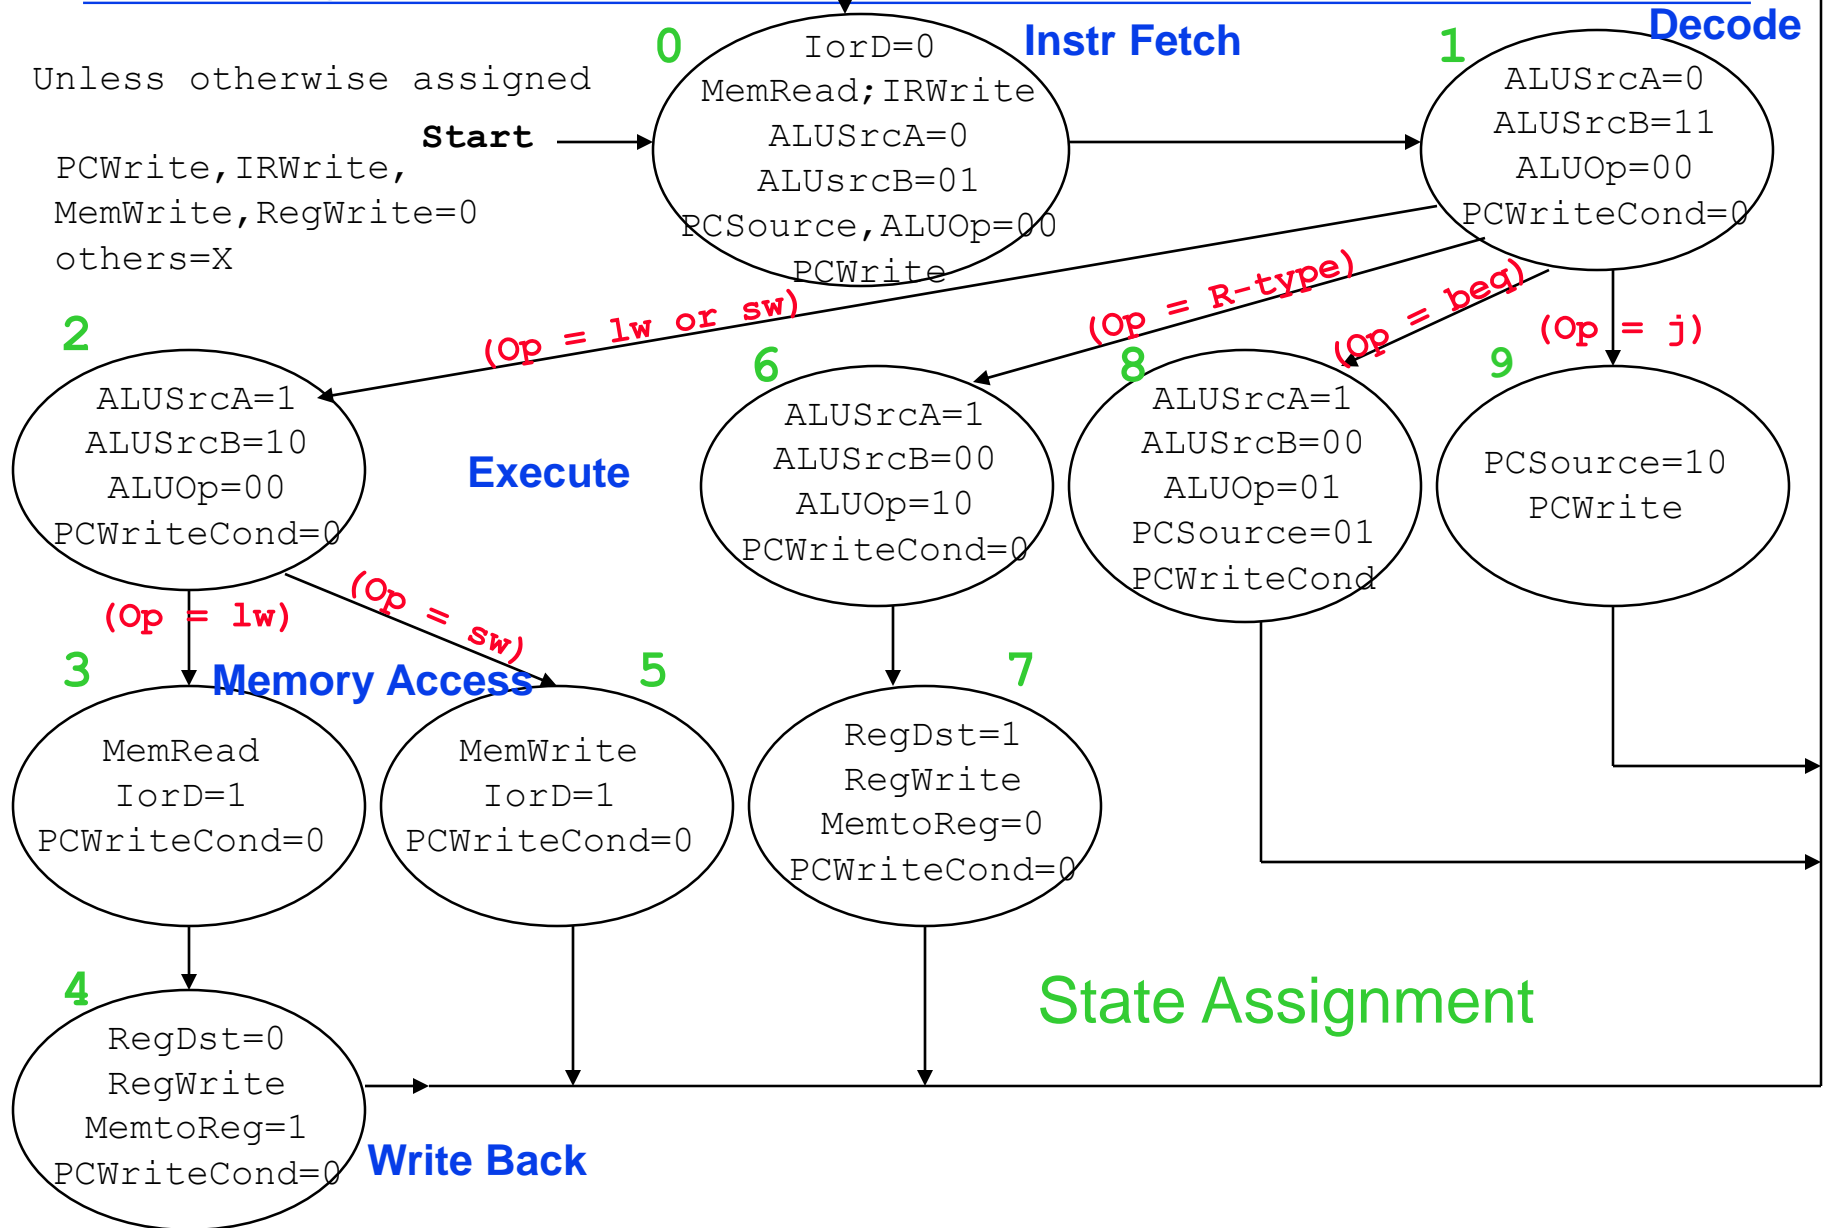 0
IorD=0
MemRead;IRWrite
ALUSrcA=0
ALUsrcB=01
PCSource,ALUOp=00
PCWrite
Instr Fetch
1
Decode
ALUSrcA=0
ALUSrcB=11
ALUOp=00
PCWriteCond=0
Unless otherwise assigned
Start
PCWrite,IRWrite,
MemWrite,RegWrite=0
others=X
(Op = lw or sw)
(Op = R-type)
(Op = beq)
(Op = j)
2
ALUSrcA=1
ALUSrcB=10
ALUOp=00
PCWriteCond=0
Execute
6
ALUSrcA=1
ALUSrcB=00
ALUOp=10
PCWriteCond=0
8
ALUSrcA=1
ALUSrcB=00
ALUOp=01
PCSource=01
PCWriteCond
9
PCSource=10
PCWrite
(Op = lw)
(Op = sw)
3
Memory Access
MemRead
IorD=1
PCWriteCond=0
5
MemWrite
IorD=1
PCWriteCond=0
7
RegDst=1
RegWrite
MemtoReg=0
PCWriteCond=0
4
RegDst=0
RegWrite
MemtoReg=1
PCWriteCond=0
Write Back
State Assignment